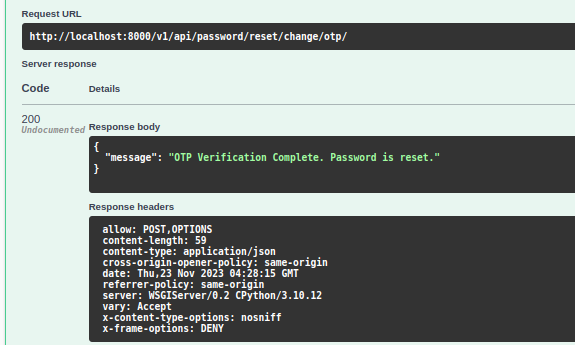 Request URL
http://localhost:8000/v1/api/password/reset/change/otp/
Server response
Code Details
200
Undocumented
Response body
{
"message": "OTP Verification Complete. Password is reset."
}
Response headers
allow: POST,OPTIONS
content-length: 59
content-type: application/json
cross-origin-opener-policy: same-origin
date: Thu,23 Nov 2023 04:28:15 GMT
referrer-policy: same-origin
server: WSGIServer/0.2 CPython/3.10.12
vary: Accept
x-content-type-options: nosniff
x-frame-options: DENY